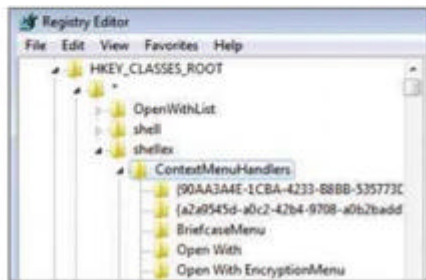 Registry Editor
File Edit View Favorites Help
HKEY_CLASSES_ROOT
*
OpenWithList
shell
shellex
ContextMenuHandlers
{90AA3A4E-1CBA-4233-B8BB-535773D
{a2a9545d-a0c2-42b4-9708-a0b2badd
BriefcaseMenu
Open With
Open With EncryptionMenu